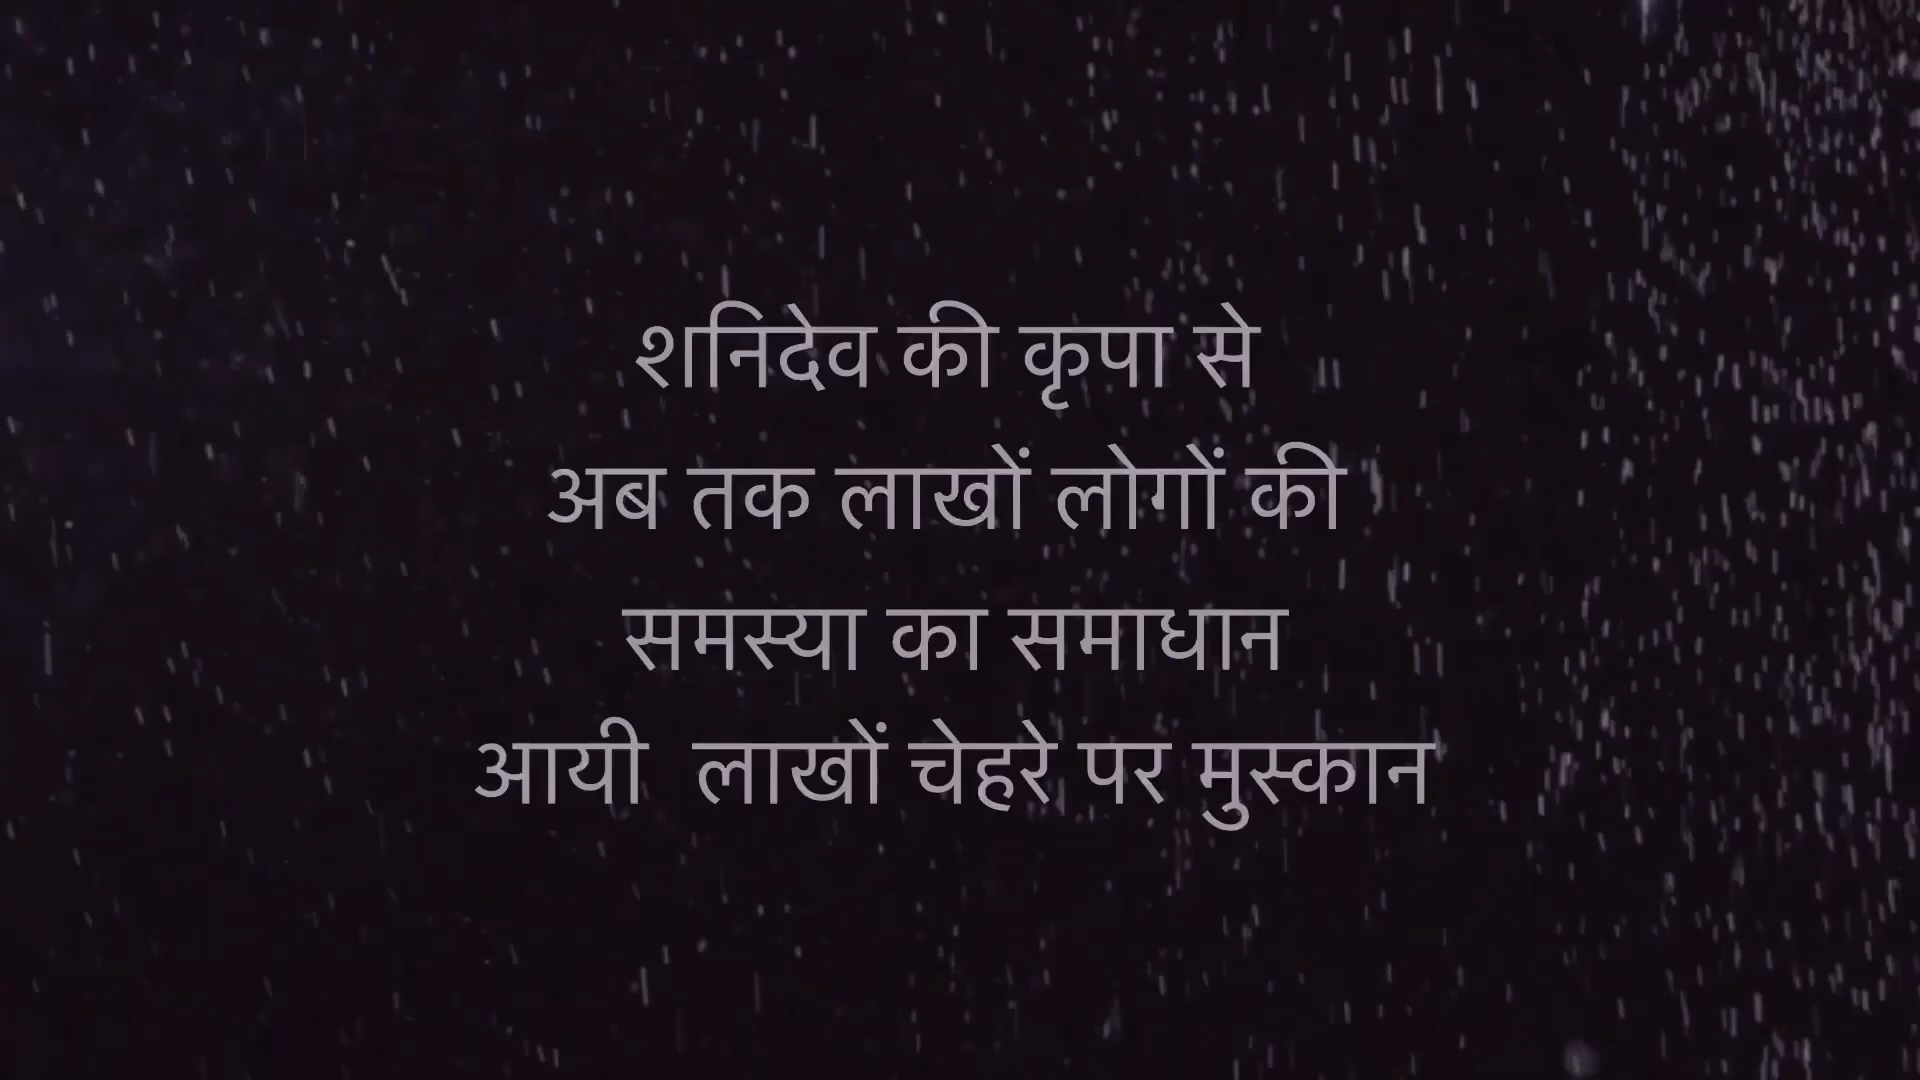 शनिदेव की कृपा से
अब तक लाखों लोगों की
समस्या का समाधान
आयी लाखों चेहरे पर मुस्कान